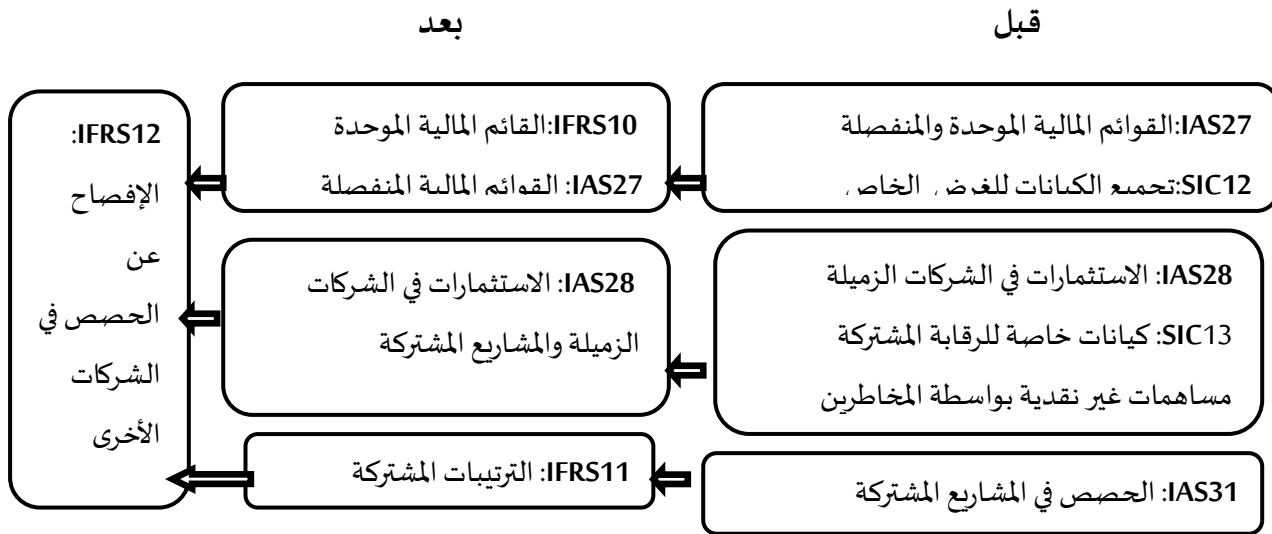 قبل
بعد
IAS27:القوائم المالية الموحدة والمنفصلة
SIC12:تجميع الكيانات للغرض الخاص
IAS28: الاستثمارات في الشركات الزميلة
SIC13: كيانات خاصة للرقابة المشتركة
مساهمات غير نقدية بواسطة المخاطرين
IAS31: الحصص في المشاريع المشتركة
IFRS10:القائم المالية الموحدة
IAS27: القوائم المالية المنفصلة
IAS28: الاستثمارات في الشركات
الزميلة والمشاريع المشتركة
IFRS11: الترتيبات المشتركة
IFRS12:
الإفصاح
عن
الحصص في
الشركات
الأخرى